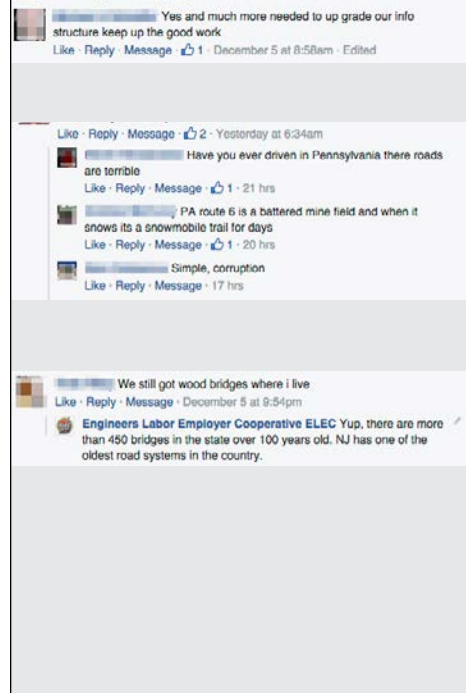 Yes and much more needed to up grade our info
structure keep up the good work
Like · Reply · Message · 1 · December 5 at 8:58am · Edited
Like · Reply · Message · 2 · Yesterday at 6:34am
Have you ever driven in Pennsylvania there roads
are terrible
Like · Reply · Message · 1 · 21 hrs
PA route 6 is a battered mine field and when it
snows its a snowmobile trail for days
Like · Reply · Message · 1 · 20 hrs
Simple, corruption
Like · Reply · Message · 17 hrs
We still got wood bridges where i live
Like · Reply · Message · December 5 at 9:54pm
Engineers Labor Employer Cooperative ELEC Yup, there are more
than 450 bridges in the state over 100 years old. NJ has one of the
oldest road systems in the country.